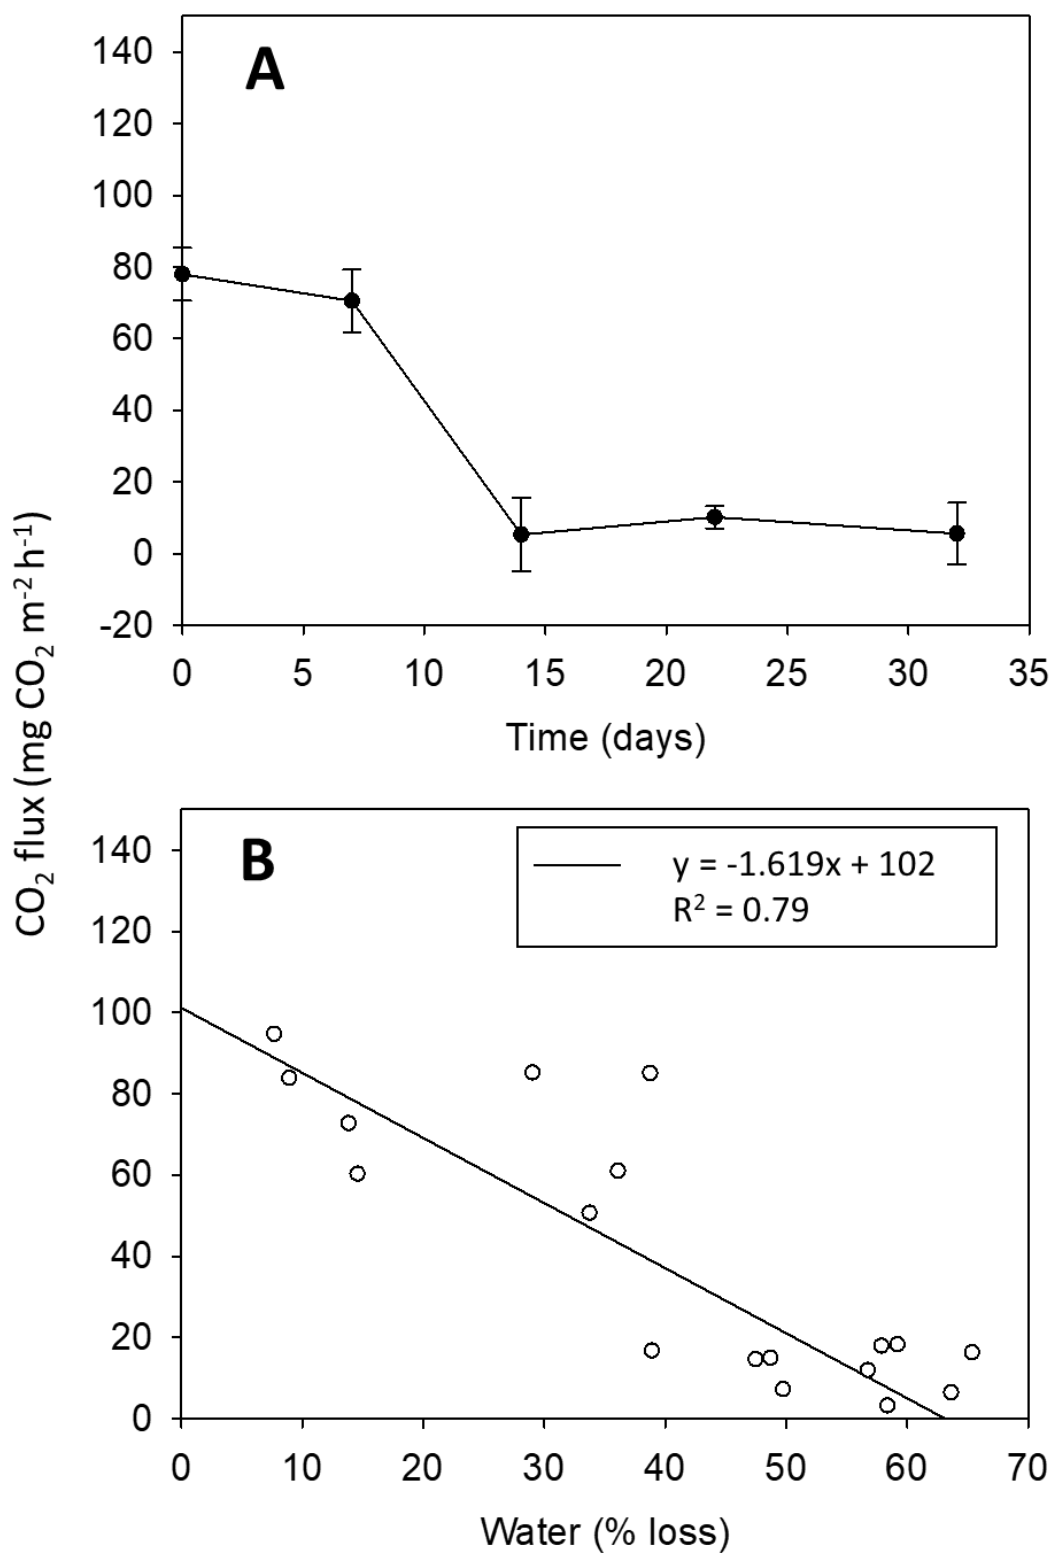 A
140
120
100
80
60
40
20
0
-20
0 5 10 15 20 25 30 35
Time (days)
CO₂ flux (mg CO₂ m⁻² h⁻¹)
B
y = -1.619x + 102
R² = 0.79
140
120
100
80
60
40
20
0
0 10 20 30 40 50 60 70
Water (% loss)